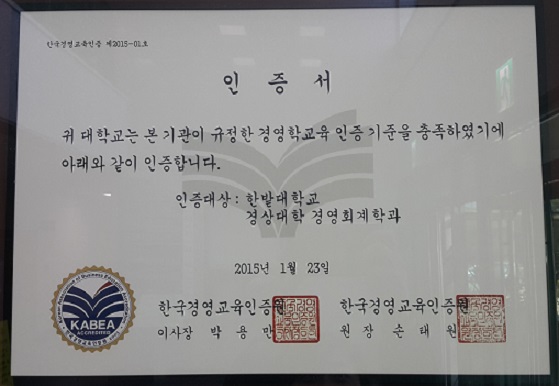 한국경영교육인증 제2015-01호
인 증 서
귀 대학교는 본 기관이 규정한 경영학교육 인증 기준을 충족하였기에
아래와 같이 인증합니다.
인증대상 : 한밭대학교
경상대학 경영회계학과
2015년 1월 23일
한국경영교육인증원
이사장 박 용 만
한국경영교육인증원
원 장 손 태 원
KABEA
ACCREDITED